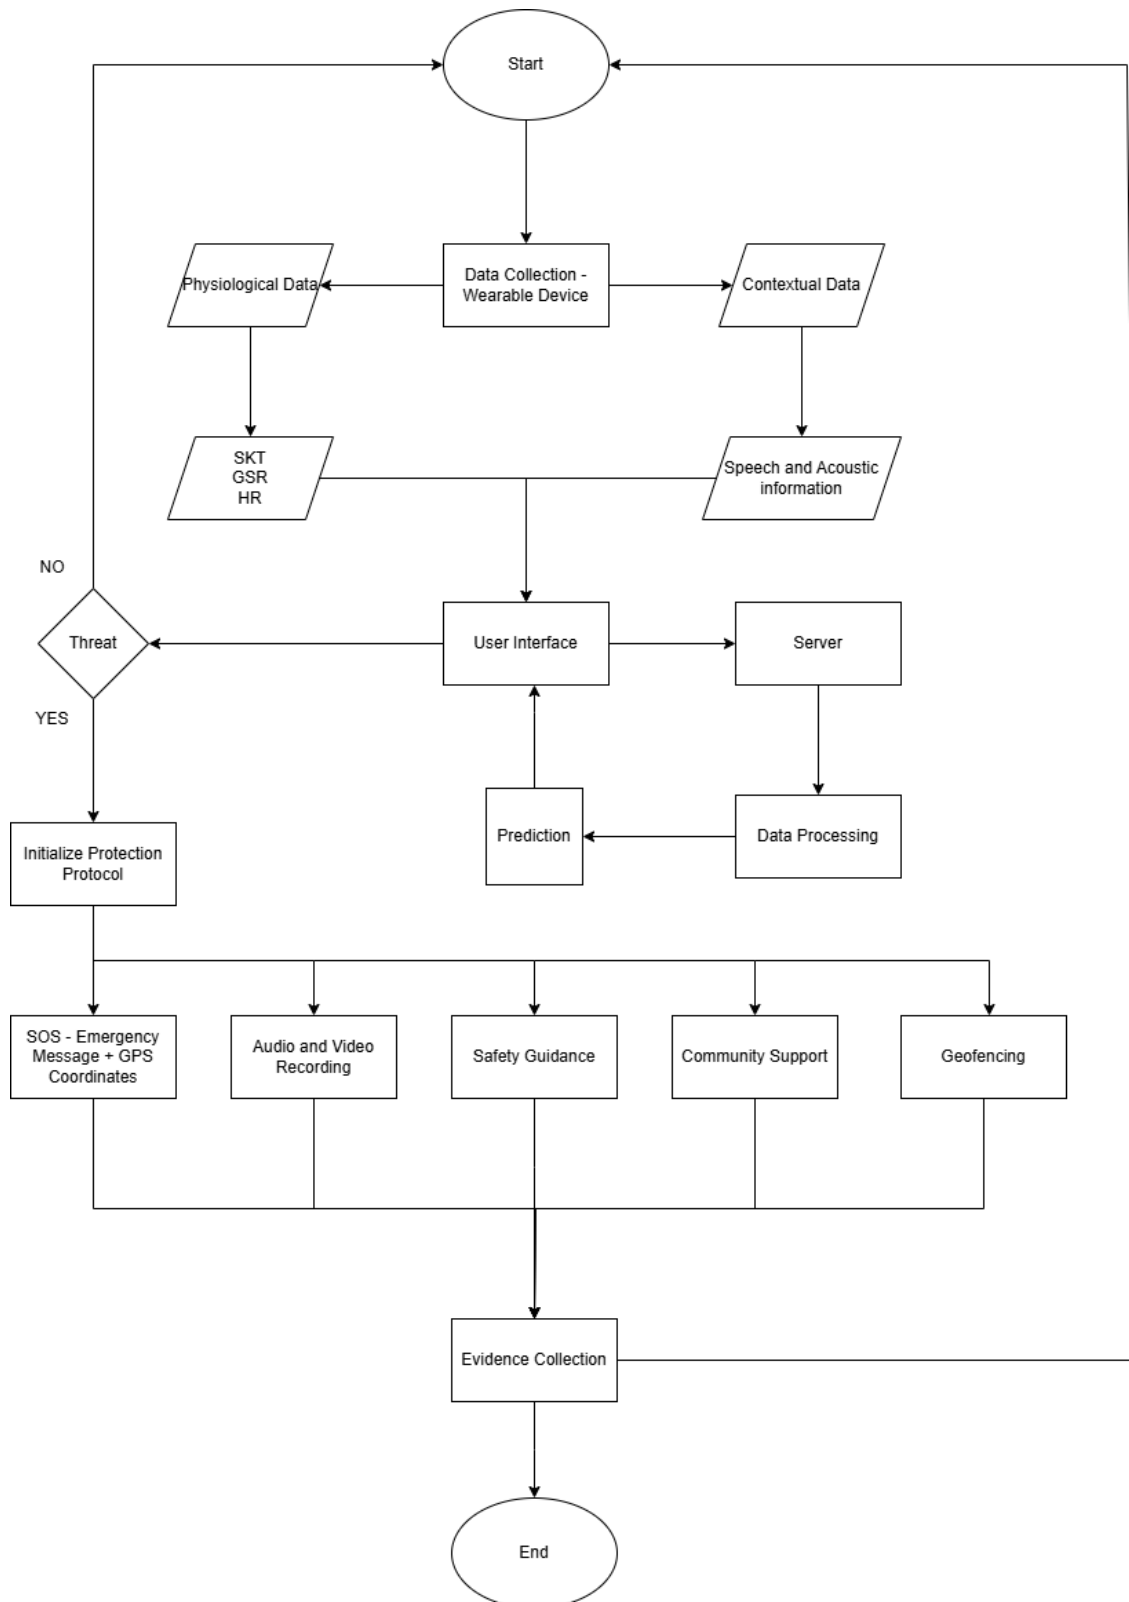 Start
Physiological Data
Data Collection -
Wearable Device
Contextual Data
SKT
GSR
HR
Speech and Acoustic
information
NO
Threat
User Interface
Server
YES
Initialize Protection
Protocol
Prediction
Data Processing
SOS - Emergency
Message + GPS
Coordinates
Audio and Video
Recording
Safety Guidance
Community Support
Geofencing
Evidence Collection
End